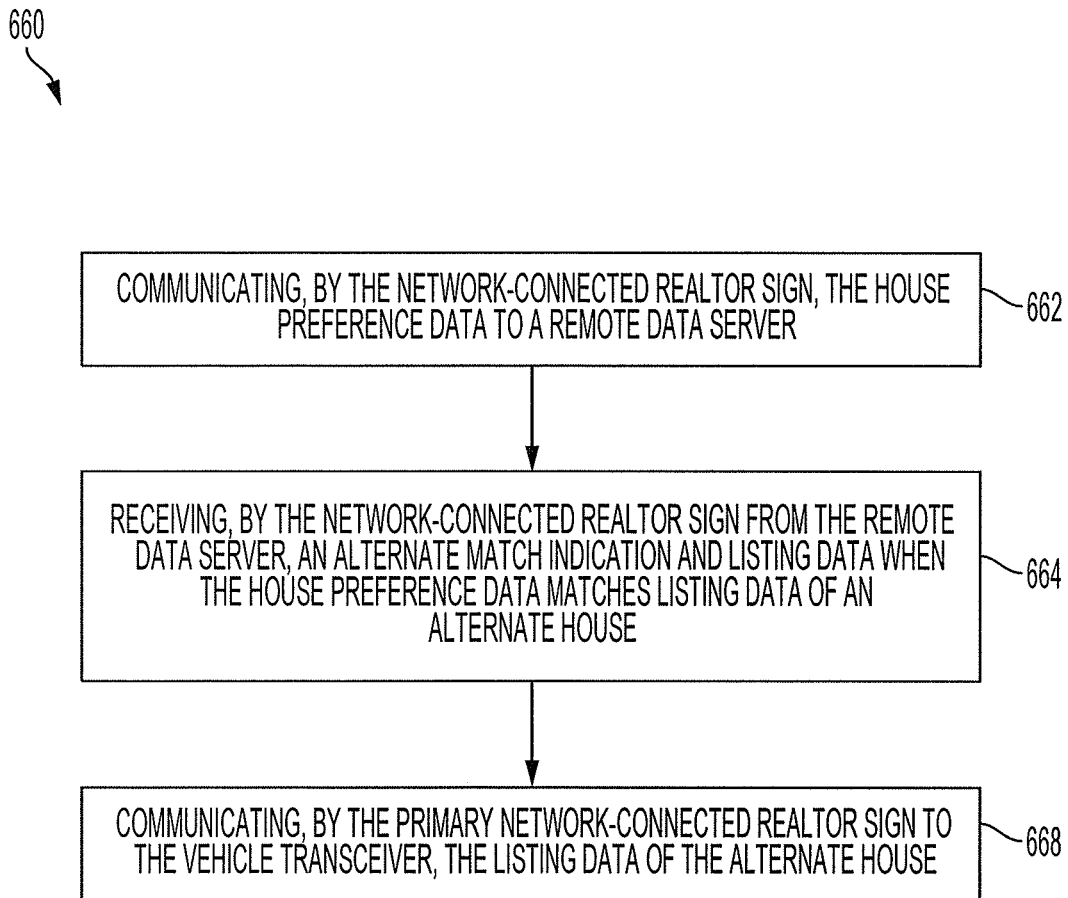 660
COMMUNICATING, BY THE NETWORK-CONNECTED REALTOR SIGN, THE HOUSE
PREFERENCE DATA TO A REMOTE DATA SERVER
662
RECEIVING, BY THE NETWORK-CONNECTED REALTOR SIGN FROM THE REMOTE
DATA SERVER, AN ALTERNATE MATCH INDICATION AND LISTING DATA WHEN
THE HOUSE PREFERENCE DATA MATCHES LISTING DATA OF AN
ALTERNATE HOUSE
664
COMMUNICATING, BY THE PRIMARY NETWORK-CONNECTED REALTOR SIGN TO
THE VEHICLE TRANSCEIVER, THE LISTING DATA OF THE ALTERNATE HOUSE
668